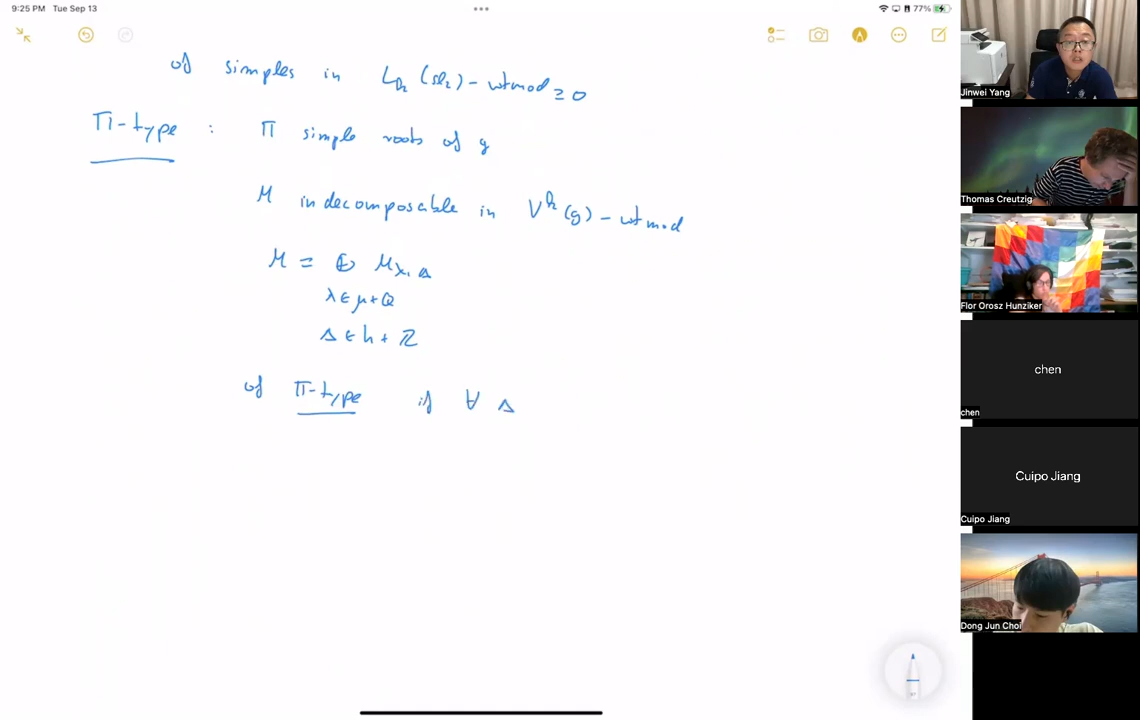 9:25 PM Tue Sep 13
77%
of simples in L_k(sl_2) - wtmod ≥ 0
Π-type : Π simple roots of g
M indecomposable in V^k(g) - wtmod
M = ⊕ M_λ, Δ
λ ∈ μ + Q
Δ ∈ h + ℤ
of Π-type if ∀ Δ
Jinwei Yang
Thomas Creutzig
Flor Orosz Hunziker
chen
chen
Cuipo Jiang
Cuipo Jiang
Dong Jun Choi